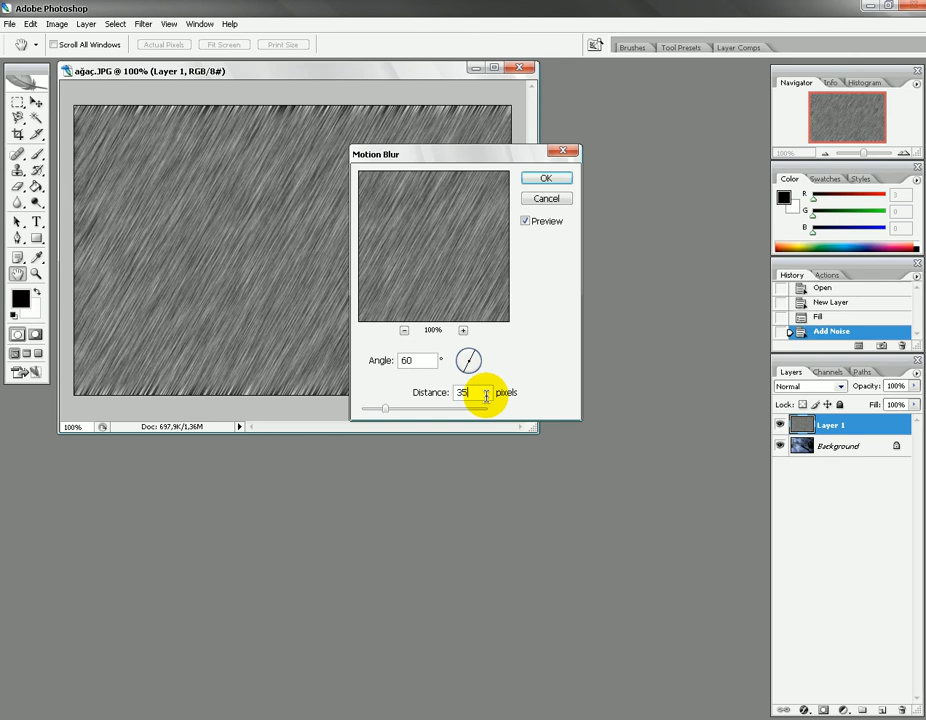 Adobe Photoshop
File Edit Image Layer Select Filter View Window Help
Scroll All Windows Actual Pixels Fit Screen Print Size
Brushes Tool Presets Layer Comps
ağaç.JPG @ 100% (Layer 1, RGB/8#)
Motion Blur
OK
Cancel
Preview
100%
Angle: 60 °
Distance: 35 pixels
100% Doc: 697,9K/1,36M
Navigator Info Histogram
100%
Color Swatches Styles
R 3
G 0
B 0
History Actions
Open
New Layer
Fill
Add Noise
Layers Channels Paths
Normal Opacity: 100%
Lock: Fill: 100%
Layer 1
Background